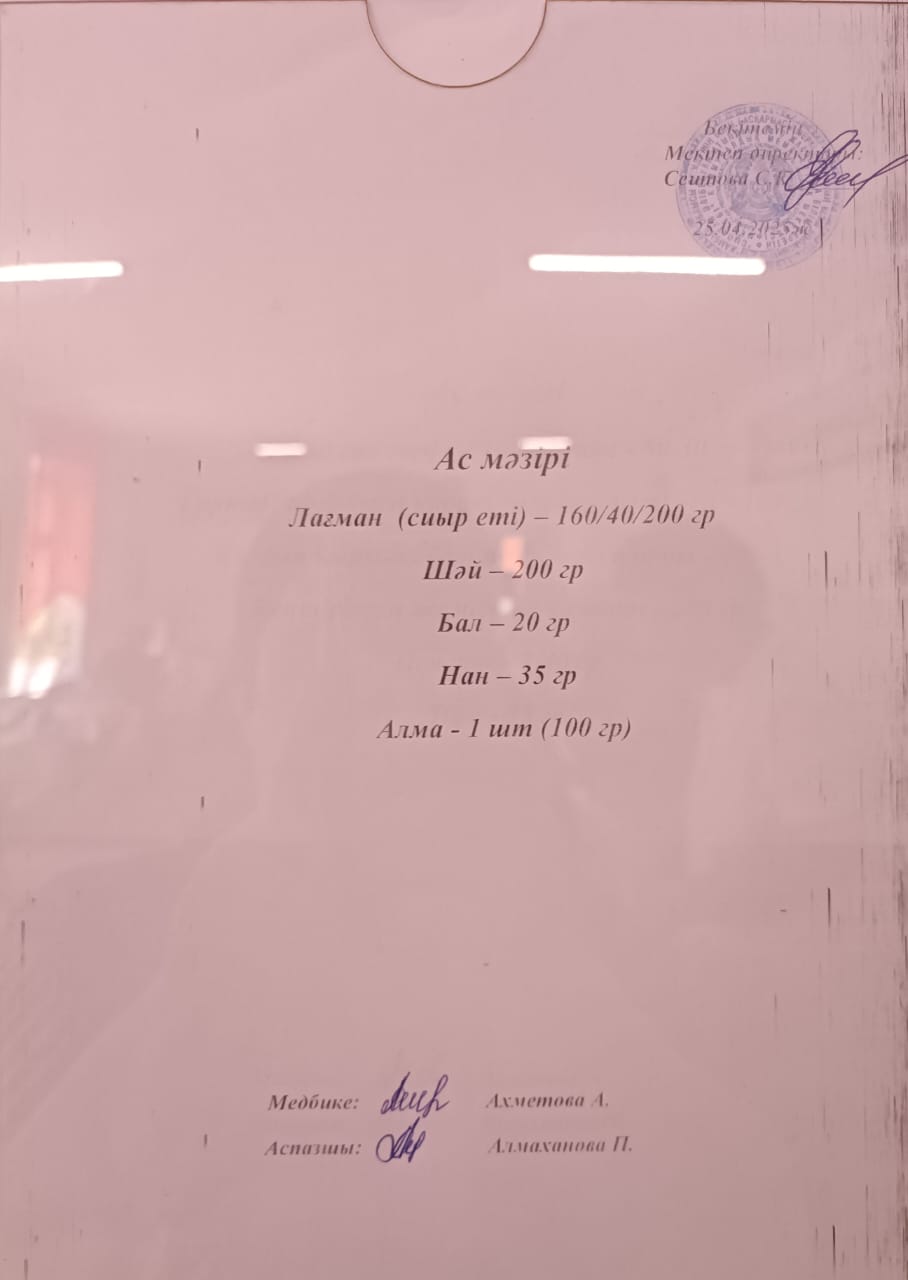 Бекітемін
Мектеп директоры:
Сеитова С.
25.04.2025ж
Ас мәзірі
Лағман (сиыр еті) – 160/40/200 гр
Шәй – 200 гр
Бал – 20 гр
Нан – 35 гр
Алма - 1 шт (100 гр)
Медбике: Ахметова А.
Аспазшы: Алмаханова П.